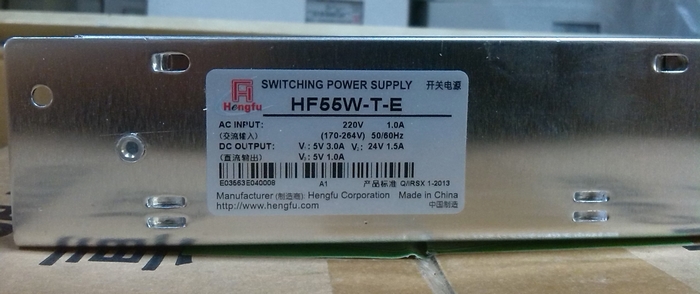 SWITCHING POWER SUPPLY 开关电源
Hengfu
HF55W-T-E
AC INPUT: 220V 1.0A
(交流输入) (170-264V) 50/60Hz
DC OUTPUT: V₁: 5V 3.0A V₂: 24V 1.5A
(直流输出) V₃: 5V 1.0A
E03563E040008 A1 产品标准 Q/IRSX 1-2013
Manufacturer (制造商): Hengfu Corporation Made in China
http://www.hengfu.com 中国制造